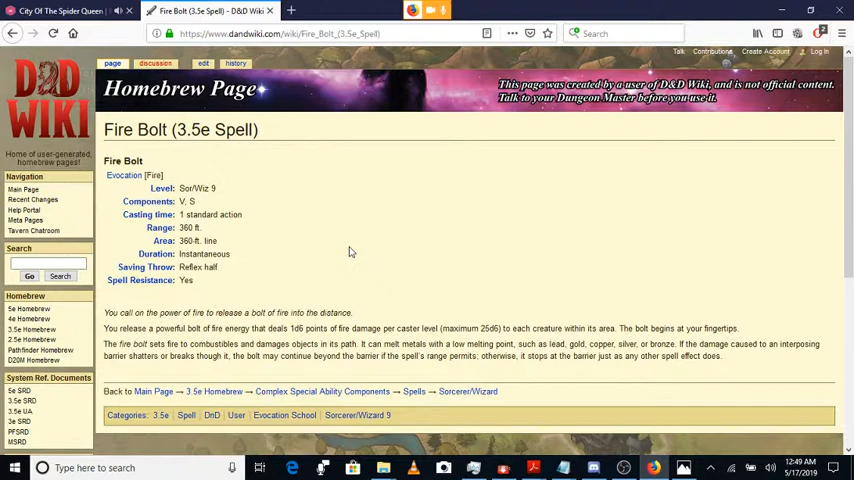 City Of The Spider Queen |
Fire Bolt (3.5e Spell) - D&D Wiki
https://www.dandwiki.com/wiki/Fire_Bolt_(3.5e_Spell)
Search
Talk Contributions Create Account Log In
page discussion edit history
D&D WIKI
Homebrew Page
This page was created by a user of D&D Wiki, and is not official content.
Talk to your Dungeon Master before you use it.
Home of user-generated,
homebrew pages!
Navigation
Main Page
Recent Changes
Help Portal
Meta Pages
Tavern Chatroom
Search
Go Search
Homebrew
5e Homebrew
4e Homebrew
3.5e Homebrew
2.5e Homebrew
Pathfinder Homebrew
D20M Homebrew
System Ref. Documents
5e SRD
3.5e SRD
3.5e UA
3e SRD
PFSRD
MSRD
Fire Bolt (3.5e Spell)
Fire Bolt
Evocation [Fire]
Level: Sor/Wiz 9
Components: V, S
Casting time: 1 standard action
Range: 360 ft.
Area: 360-ft. line
Duration: Instantaneous
Saving Throw: Reflex half
Spell Resistance: Yes
You call on the power of fire to release a bolt of fire into the distance.
You release a powerful bolt of fire energy that deals 1d6 points of fire damage per caster level (maximum 25d6) to each creature within its area. The bolt begins at your fingertips.
The fire bolt sets fire to combustibles and damages objects in its path. It can melt metals with a low melting point, such as lead, gold, copper, silver, or bronze. If the damage caused to an interposing
barrier shatters or breaks though it, the bolt may continue beyond the barrier if the spell's range permits; otherwise, it stops at the barrier just as any other spell effect does.
Back to Main Page → 3.5e Homebrew → Complex Special Ability Components → Spells → Sorcerer/Wizard
Categories: 3.5e | Spell | DnD | User | Evocation School | Sorcerer/Wizard 9
Type here to search
12:49 AM
5/17/2019